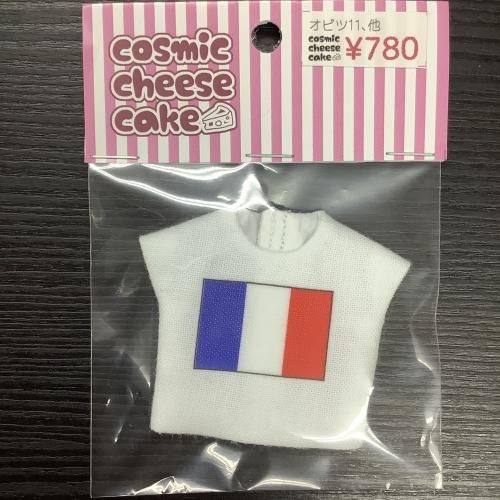 cosmic
cheese
cake
オビツ11、他
cosmic
cheese
cake
¥780